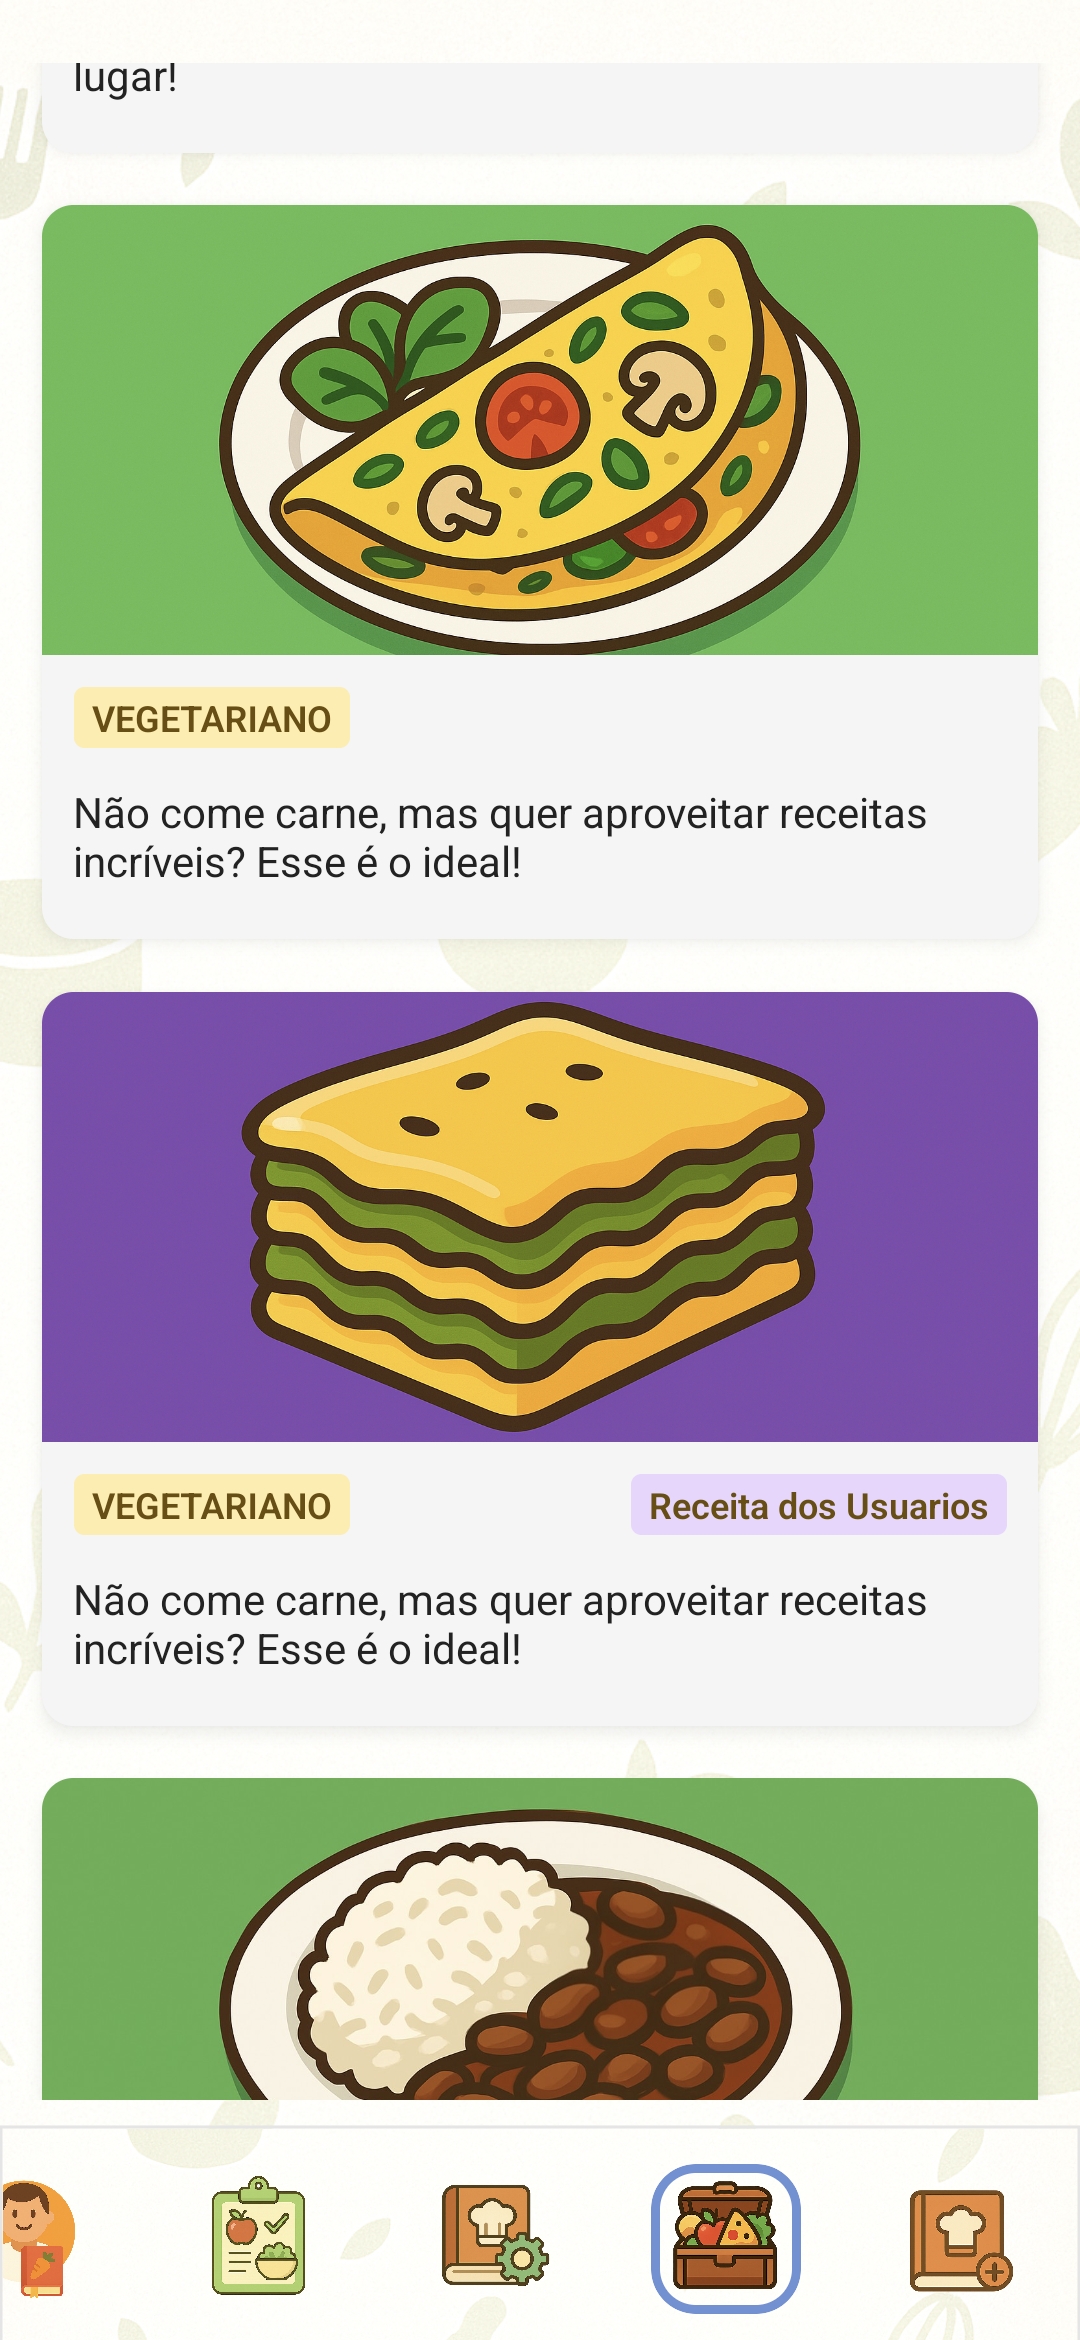 lugar!
VEGETARIANO
Não come carne, mas quer aproveitar receitas
incríveis? Esse é o ideal!
VEGETARIANO
Receita dos Usuarios
Não come carne, mas quer aproveitar receitas
incríveis? Esse é o ideal!